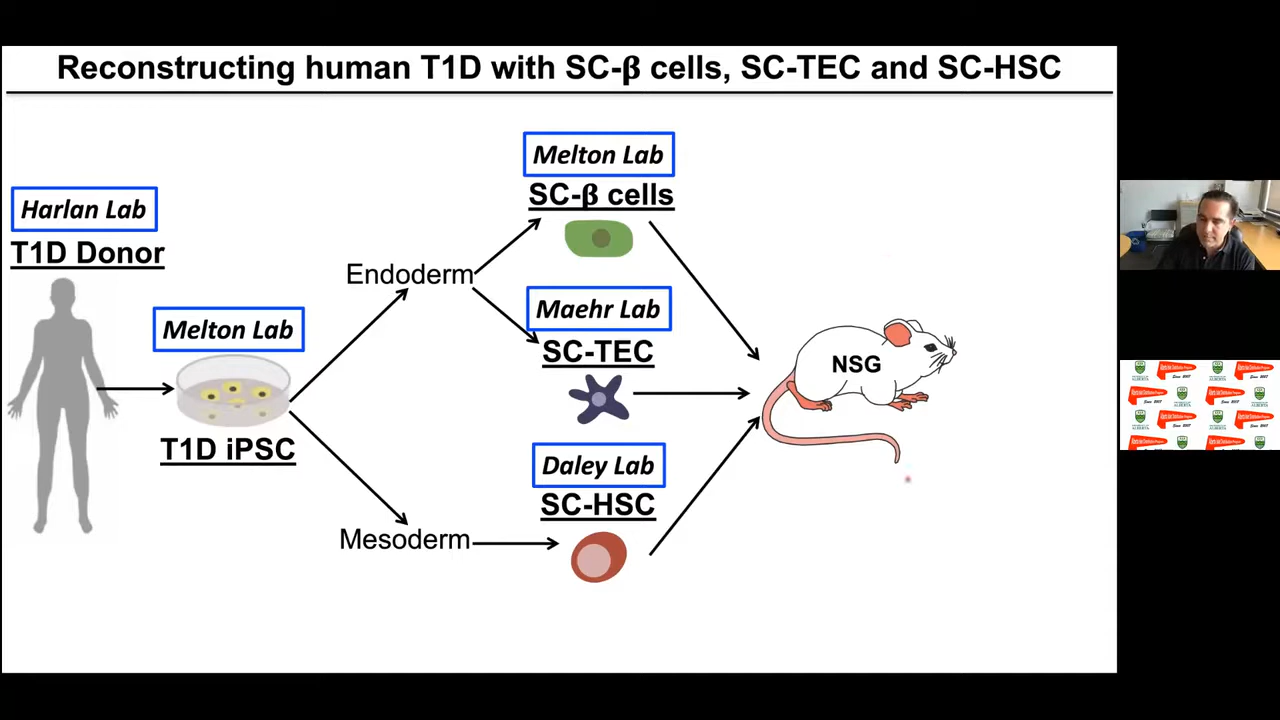 Reconstructing human T1D with SC-β cells, SC-TEC and SC-HSC
Harlan Lab
T1D Donor
Melton Lab
T1D iPSC
Endoderm
Mesoderm
Melton Lab
SC-β cells
Maehr Lab
SC-TEC
Daley Lab
SC-HSC
NSG